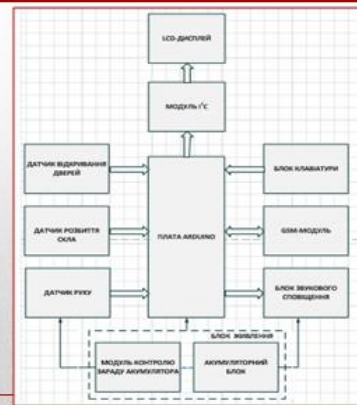 LCD-ДИСПЛЕЙ
МОДУЛЬ I²C
ДАТЧИК ВІДКРИВАННЯ
ДВЕРЕЙ
БЛОК КЛАВІАТУРИ
ДАТЧИК РОЗБИТТЯ
СКЛА
ПЛАТА ARDUINO
GSM-МОДУЛЬ
ДАТЧИК РУХУ
БЛОК ЗВУКОВОГО
СПОВІЩЕННЯ
БЛОК ЖИВЛЕННЯ
МОДУЛЬ КОНТРОЛЮ
ЗАРАДУ АКУМУЛЯТОРА
АКУМУЛЯТОРНИЙ
БЛОК